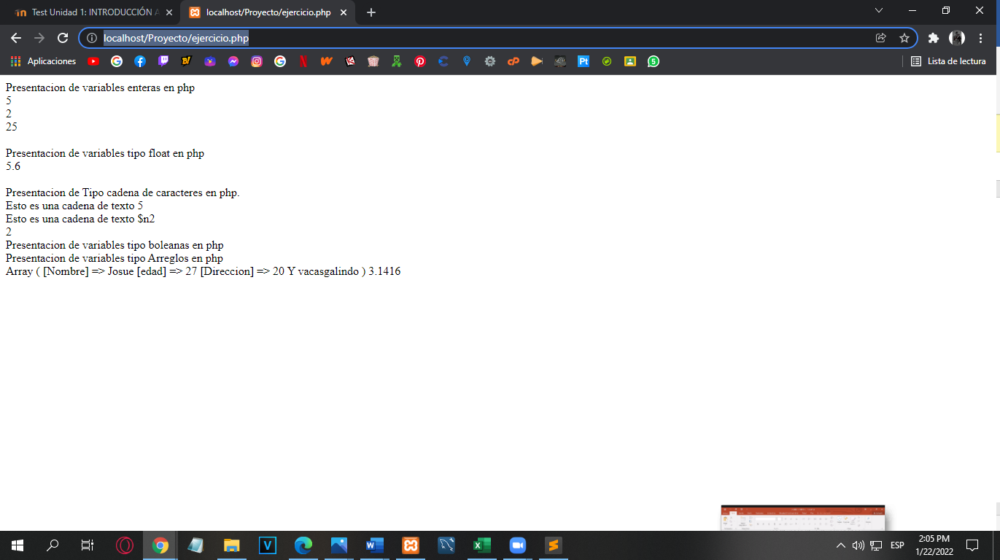 Test Unidad 1: INTRODUCCIÓN A
localhost/Proyecto/ejercicio.php
localhost/Proyecto/ejercicio.php
Aplicaciones
Lista de lectura
Presentacion de variables enteras en php
5
2
25
Presentacion de variables tipo float en php
5.6
Presentacion de Tipo cadena de caracteres en php.
Esto es una cadena de texto 5
Esto es una cadena de texto $n2
2
Presentacion de variables tipo boleanas en php
Presentacion de variables tipo Arreglos en php
Array ( [Nombre] => Josue [edad] => 27 [Direccion] => 20 Y vacasgalindo ) 3.1416
ESP
2:05 PM
1/22/2022